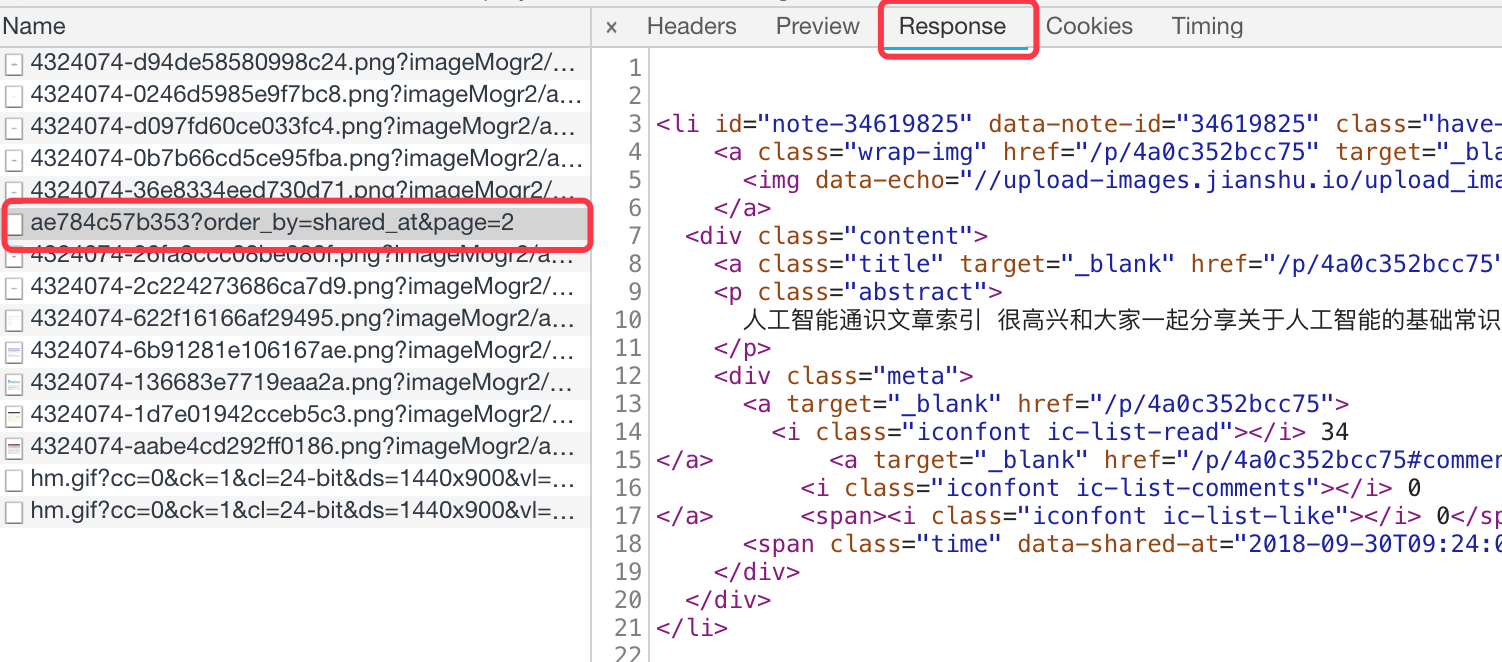 Name
4324074-d94de58580998c24.png?imageMogr2/…
4324074-0246d5985e9f7bc8.png?imageMogr2/a…
4324074-d097fd60ce033fc4.png?imageMogr2/a…
4324074-0b7b66cd5ce95fba.png?imageMogr2/a…
4324074-36e8334eed730d71.png?imageMogr2/…
ae784c57b353?order_by=shared_at&page=2
4324074-26fa8ccc08be080f.png?imageMogr2/a…
4324074-2c224273686ca7d9.png?imageMogr2/…
4324074-622f16166af29495.png?imageMogr2/a…
4324074-6b91281e106167ae.png?imageMogr2/…
4324074-136683e7719eaa2a.png?imageMogr2/…
4324074-1d7e01942cceb5c3.png?imageMogr2/…
4324074-aabe4cd292ff0186.png?imageMogr2/a…
hm.gif?cc=0&ck=1&cl=24-bit&ds=1440x900&vl=…
hm.gif?cc=0&ck=1&cl=24-bit&ds=1440x900&vl=…
× Headers Preview Response Cookies Timing
1
2
3 <li id="note-34619825" data-note-id="34619825" class="have-
4 <a class="wrap-img" href="/p/4a0c352bcc75" target="_bla
5 <img data-echo="//upload-images.jianshu.io/upload_ima
6 </a>
7 <div class="content">
8 <a class="title" target="_blank" href="/p/4a0c352bcc75"
9 <p class="abstract">
10 人工智能通识文章索引 很高兴和大家一起分享关于人工智能的基础常识
11 </p>
12 <div class="meta">
13 <a target="_blank" href="/p/4a0c352bcc75">
14 <i class="iconfont ic-list-read"></i> 34
15 </a> <a target="_blank" href="/p/4a0c352bcc75#commen
16 <i class="iconfont ic-list-comments"></i> 0
17 </a> <span><i class="iconfont ic-list-like"></i> 0</sp
18 <span class="time" data-shared-at="2018-09-30T09:24:0
19 </div>
20 </div>
21 </li>
22